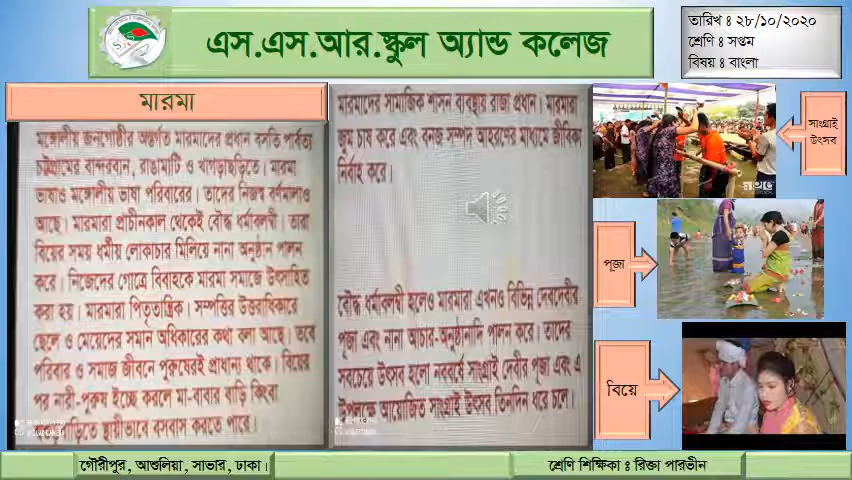 এস.এস.আর.স্কুল অ্যান্ড কলেজ
তারিখ ঃ ২৮/১০/২০২০
শ্রেণি ঃ সপ্তম
বিষয় ঃ বাংলা
মারমা
মঙ্গোলীয় জনগোষ্ঠীর অন্তর্গত মারমাদের প্রধান বসতি পার্বত্য
চট্টগ্রামের বান্দরবান, রাঙামাটি ও খাগড়াছড়িতে। মারমা
ভাষাও মঙ্গোলীয় ভাষা পরিবারের। তাদের নিজস্ব বর্ণমালাও
আছে। মারমারা প্রাচীনকাল থেকেই বৌদ্ধ ধর্মাবলম্বী। তারা
বিয়ের সময় ধর্মীয় লোকাচার মিলিয়ে নানা অনুষ্ঠান পালন
করে। নিজেদের গোত্রে বিবাহকে মারমা সমাজে উৎসাহিত
করা হয়। মারমারা পিতৃতান্ত্রিক। সম্পত্তির উত্তরাধিকারে
ছেলে ও মেয়েদের সমান অধিকারের কথা বলা আছে। তবে
পরিবার ও সমাজ জীবনে পুরুষেরই প্রাধান্য থাকে। বিয়ের
পর নারী-পুরুষ ইচ্ছে করলে মা-বাবার বাড়ি কিংবা
স্থায়ীভাবে বসবাস করতে পারে।
মারমাদের সামাজিক শাসন ব্যবস্থায় রাজা প্রধান। মারমারা
জুম চাষ করে এবং বনজ সম্পদ আহরণের মাধ্যমে জীবিকা
নির্বাহ করে।
বৌদ্ধ ধর্মাবলম্বী হলেও মারমারা এখনও বিভিন্ন দেবদেবীর
পূজা এবং নানা আচার-অনুষ্ঠানাদি পালন করে। তাদের
সবচেয়ে উৎসব হলো নববর্ষে সাংগ্রাই দেবীর পূজা এবং এ
উপলক্ষে আয়োজিত সাংগ্রাই উৎসব তিনদিন ধরে চলে।
সাংগ্রাই
উৎসব
পূজা
বিয়ে
গৌরীপুর, আশুলিয়া, সাভার, ঢাকা।
শ্রেণি শিক্ষিকা ঃ রিক্তা পারভীন